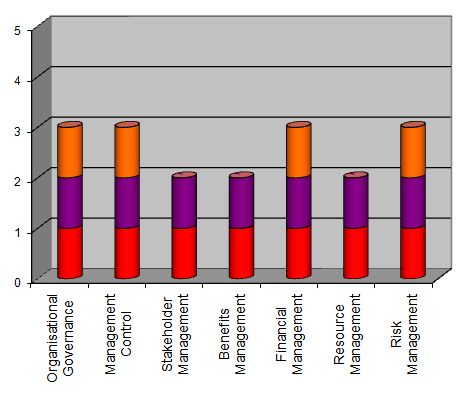 5
4
3
2
1
0
Organisational
Governance
Management
Control
Stakeholder
Management
Benefits
Management
Financial
Management
Resource
Management
Risk
Management